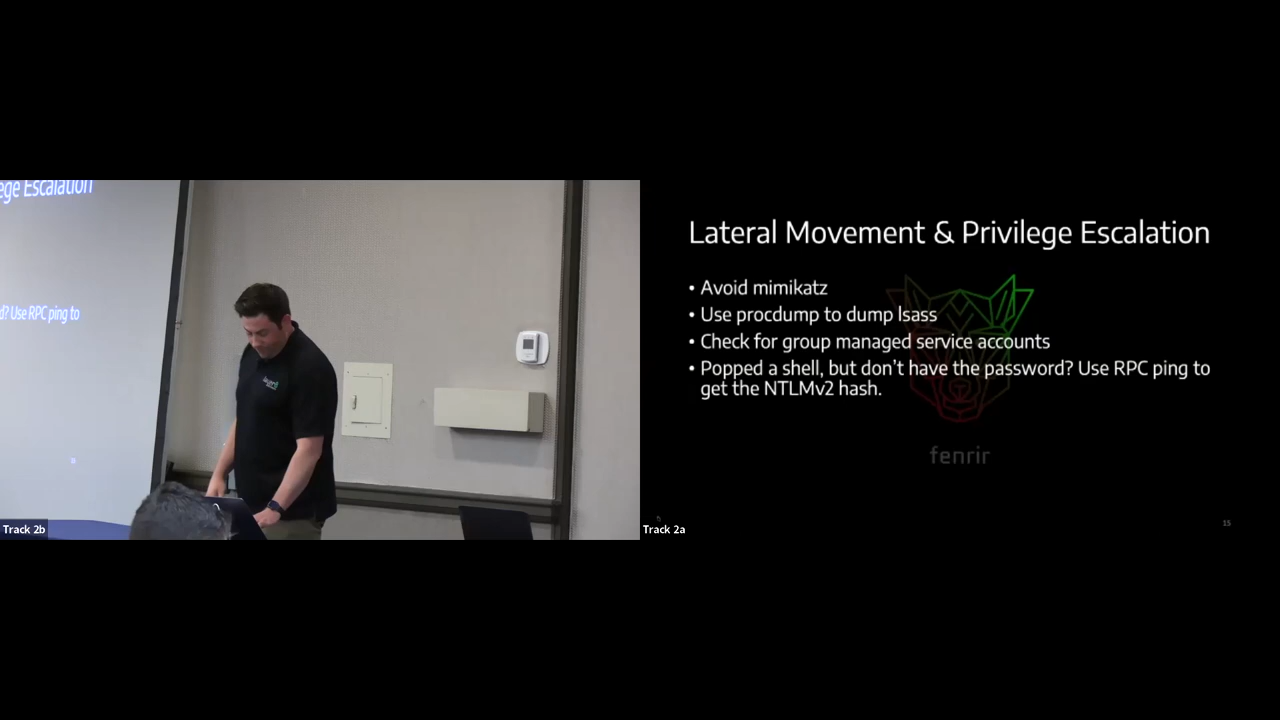 ege Escalation
d? Use RPC ping to
Track 2b
Lateral Movement & Privilege Escalation
• Avoid mimikatz
• Use procdump to dump lsass
• Check for group managed service accounts
• Popped a shell, but don't have the password? Use RPC ping to
get the NTLMv2 hash.
fenrir
Track 2a
15